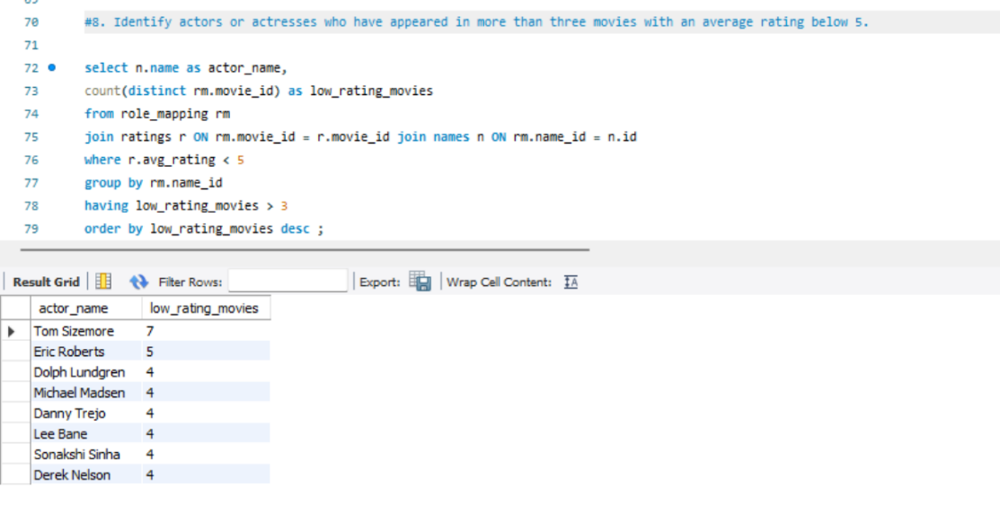 70 #8. Identify actors or actresses who have appeared in more than three movies with an average rating below 5.
71
72 select n.name as actor_name,
73 count(distinct rm.movie_id) as low_rating_movies
74 from role_mapping rm
75 join ratings r ON rm.movie_id = r.movie_id join names n ON rm.name_id = n.id
76 where r.avg_rating < 5
77 group by rm.name_id
78 having low_rating_movies > 3
79 order by low_rating_movies desc ;
Result Grid Filter Rows: Export: Wrap Cell Content: IA
actor_name low_rating_movies
Tom Sizemore 7
Eric Roberts 5
Dolph Lundgren 4
Michael Madsen 4
Danny Trejo 4
Lee Bane 4
Sonakshi Sinha 4
Derek Nelson 4